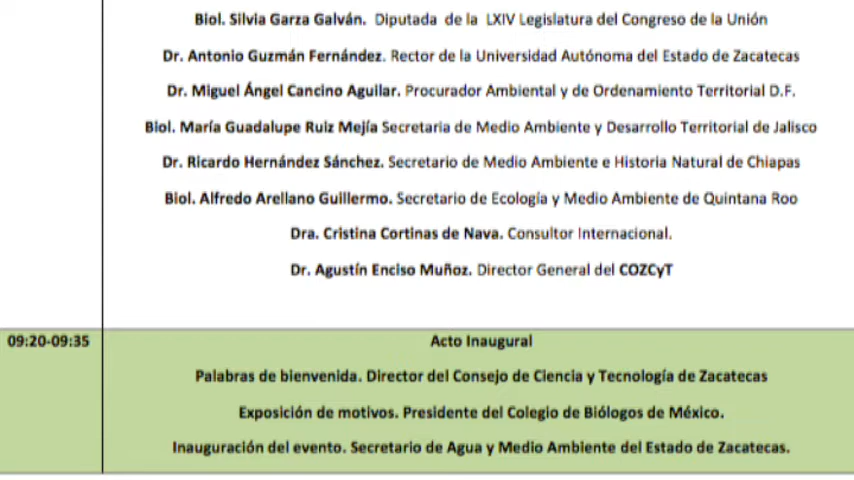 Biol. Silvia Garza Galván. Diputada de la LXIV Legislatura del Congreso de la Unión
Dr. Antonio Guzmán Fernández. Rector de la Universidad Autónoma del Estado de Zacatecas
Dr. Miguel Ángel Cancino Aguilar. Procurador Ambiental y de Ordenamiento Territorial D.F.
Biol. María Guadalupe Ruiz Mejía Secretaria de Medio Ambiente y Desarrollo Territorial de Jalisco
Dr. Ricardo Hernández Sánchez. Secretario de Medio Ambiente e Historia Natural de Chiapas
Biol. Alfredo Arellano Guillermo. Secretario de Ecología y Medio Ambiente de Quintana Roo
Dra. Cristina Cortinas de Nava. Consultor Internacional.
Dr. Agustín Enciso Muñoz. Director General del COZCyT
09:20-09:35 Acto Inaugural
Palabras de bienvenida. Director del Consejo de Ciencia y Tecnología de Zacatecas
Exposición de motivos. Presidente del Colegio de Biólogos de México.
Inauguración del evento. Secretario de Agua y Medio Ambiente del Estado de Zacatecas.